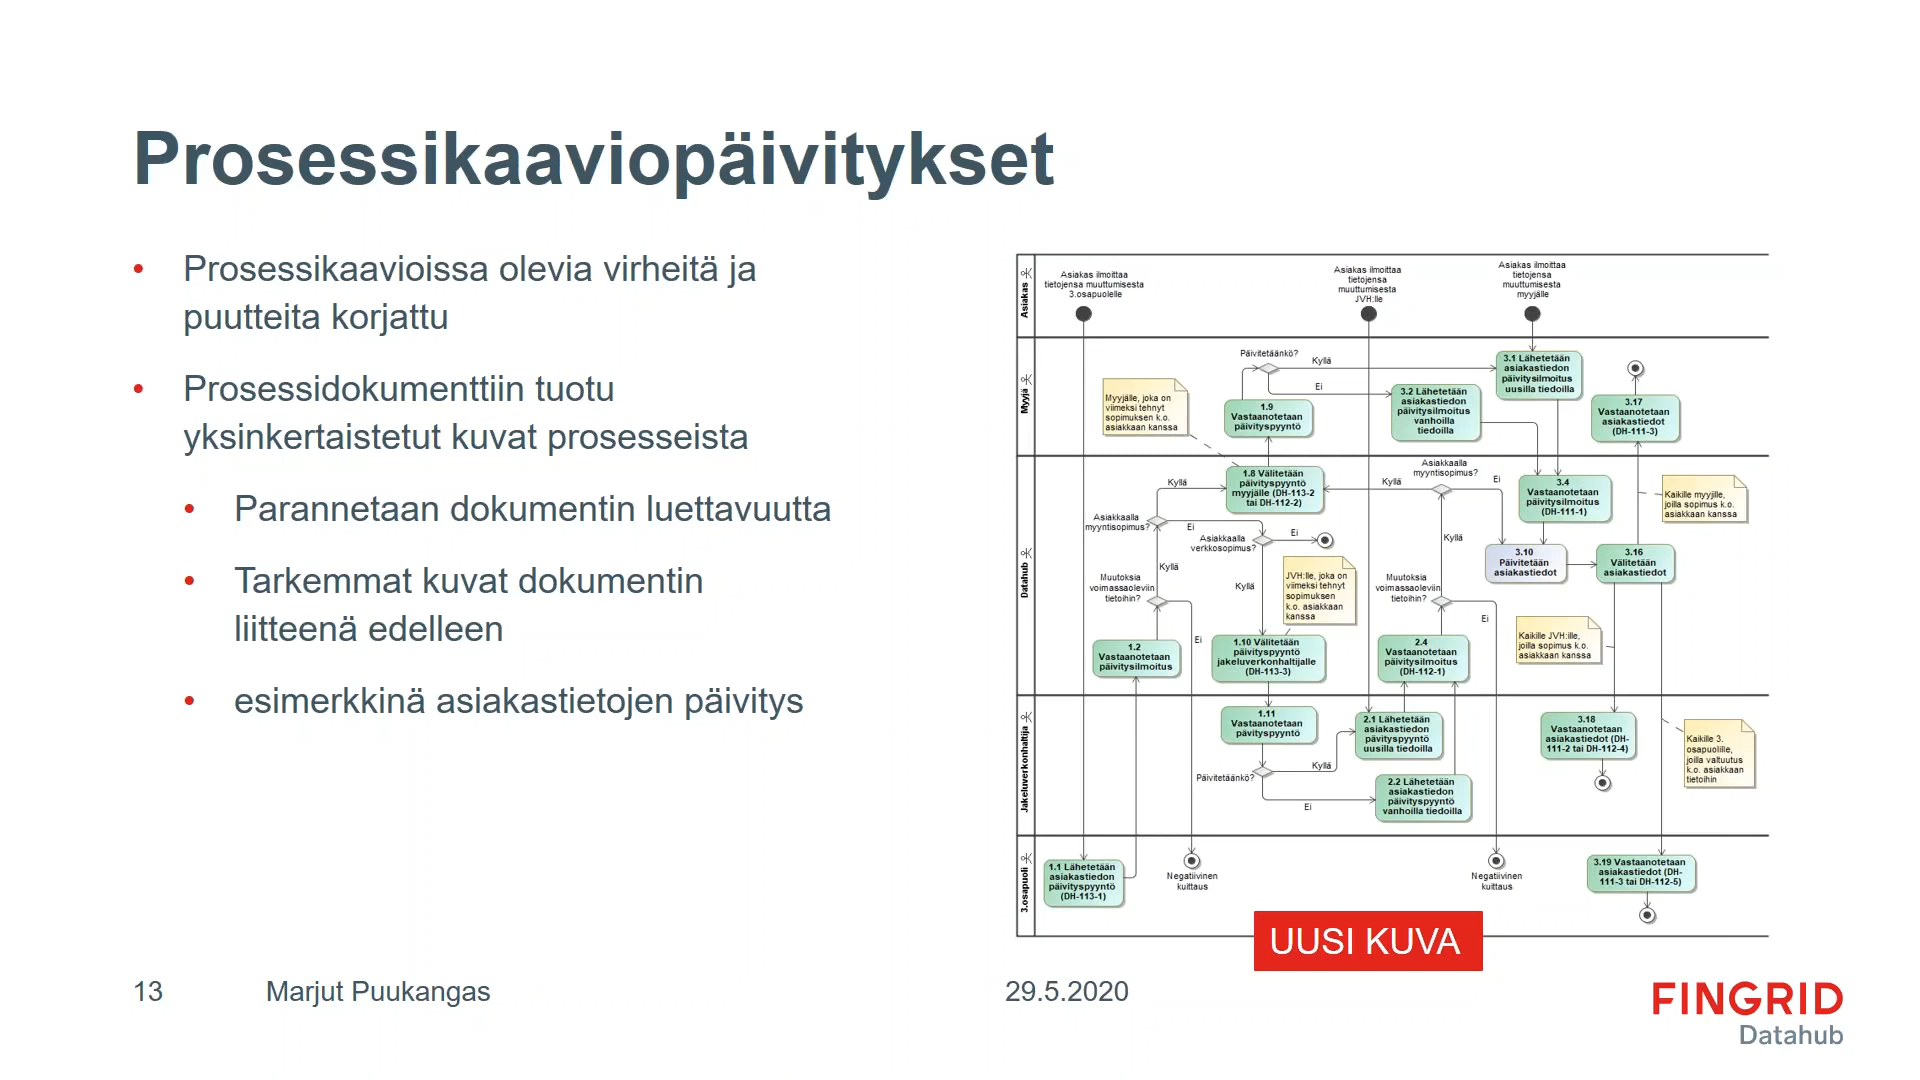 Prosessikaaviopäivitykset
• Prosessikaavioissa olevia virheitä ja
puutteita korjattu
• Prosessidokumenttiin tuotu
yksinkertaistetut kuvat prosesseista
• Parannetaan dokumentin luettavuutta
• Tarkemmat kuvat dokumentin
liitteenä edelleen
• esimerkkinä asiakastietojen päivitys
Asiakas
Asiakas ilmoittaa
tietojensa muuttumisesta
3.osapuolelle
Asiakas ilmoittaa
tietojensa
muuttumisesta
JVH:lle
Asiakas ilmoittaa
tietojensa
muuttumisesta
myyjälle
Myyjä
Myyjälle, joka on
viimeksi tehnyt
sopimuksen k.o.
asiakkaan kanssa
Päivitetäänkö?
Kyllä
Ei
1.9
Vastaanotetaan
päivityspyyntö
3.2 Lähetetään
asiakastiedon
päivitysilmoitus
vanhoilla
tiedoilla
3.1 Lähetetään
asiakastiedon
päivitysilmoitus
uusilla tiedoilla
3.17
Vastaanotetaan
asiakastiedot
(DH-111-3)
Datahub
Kyllä
1.8 Välitetään
päivityspyyntö
myyjälle (DH-113-2
tai DH-112-2)
Kyllä
Asiakkaalla
myyntisopimus?
Ei
3.4
Vastaanotetaan
päivitysilmoitus
(DH-111-1)
Kaikille myyjille,
joilla sopimus k.o.
asiakkaan kanssa
Asiakkaalla
myyntisopimus?
Ei
Asiakkaalla
verkkosopimus?
Ei
Kyllä
3.10
Päivitetään
asiakastiedot
3.16
Välitetään
asiakastiedot
Kyllä
Muutoksia
voimassaoleviin
tietoihin?
Kyllä
JVH:lle, joka on
viimeksi tehnyt
sopimuksen
k.o. asiakkaan
kanssa
Muutoksia
voimassaoleviin
tietoihin?
Ei
Ei
1.2
Vastaanotetaan
päivitysilmoitus
1.10 Välitetään
päivityspyyntö
jakeluverkonhaltijalle
(DH-113-3)
2.4
Vastaanotetaan
päivitysilmoitus
(DH-112-1)
Kaikille JVH:ille,
joilla sopimus k.o.
asiakkaan kanssa
Jakeluverkonhaltija
1.11
Vastaanotetaan
pävityspyyntö
2.1 Lähetetään
asiakastiedon
pävityspyyntö
uusilla tiedoilla
Päivitetäänkö?
Kyllä
Ei
2.2 Lähetetään
asiakastiedon
päivityspyyntö
vanhoilla tiedoilla
3.18
Vastaanotetaan
asiakastiedot (DH-
111-2 tai DH-112-4)
Kaikille 3.
osapuolille,
joilla valtuutus
k.o. asiakkaan
tietoihin
3.osapuoli
1.1 Lähetetään
asiakastiedon
päivityspyyntö
(DH-113-1)
Negatiivinen
kuittaus
Negatiivinen
kuittaus
3.19 Vastaanotetaan
asiakastiedot (DH-
111-3 tai DH-112-5)
UUSI KUVA
13
Marjut Puukangas
29.5.2020
FINGRID
Datahub